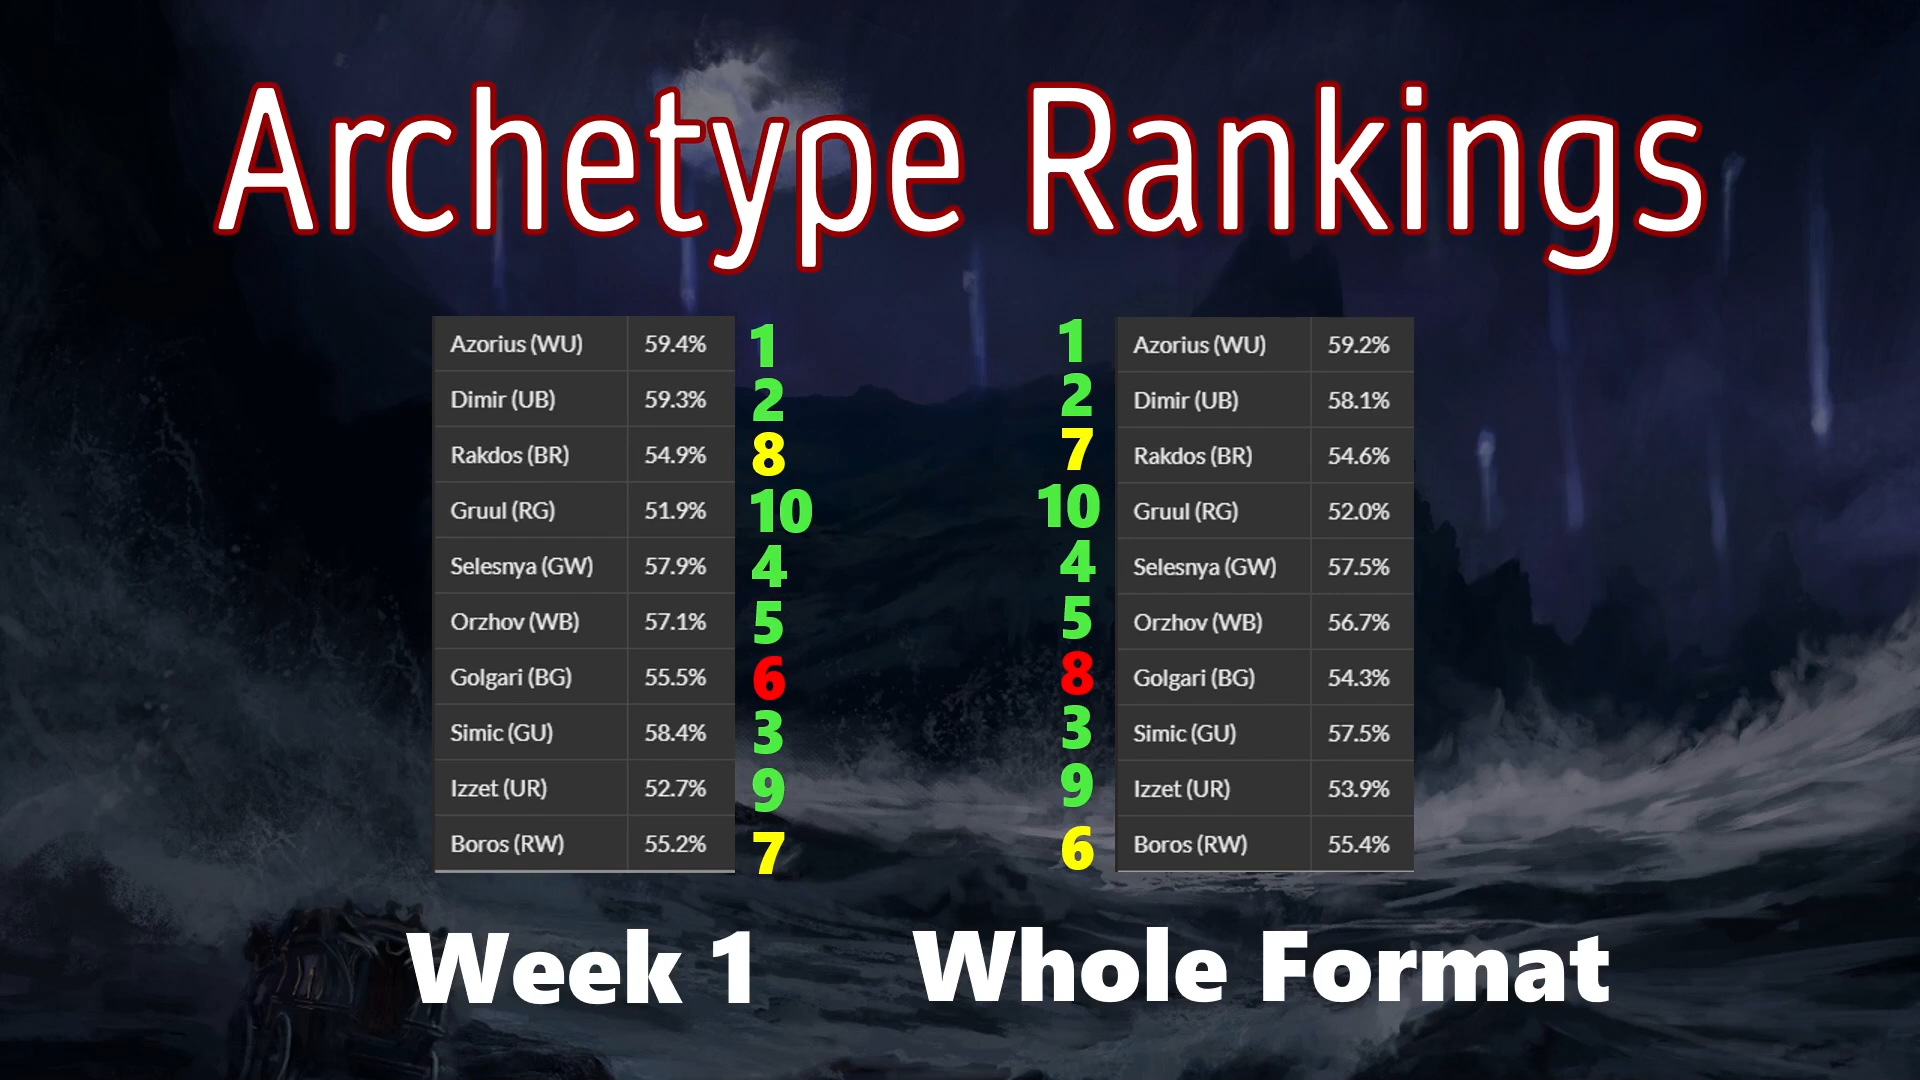 Archetype Rankings
Azorius (WU) 59.4% 1
Dimir (UB) 59.3% 2
Rakdos (BR) 54.9% 8
Gruul (RG) 51.9% 10
Selesnya (GW) 57.9% 4
Orzhov (WB) 57.1% 5
Golgari (BG) 55.5% 6
Simic (GU) 58.4% 3
Izzet (UR) 52.7% 9
Boros (RW) 55.2% 7
Week 1
1 Azorius (WU) 59.2%
2 Dimir (UB) 58.1%
7 Rakdos (BR) 54.6%
10 Gruul (RG) 52.0%
4 Selesnya (GW) 57.5%
5 Orzhov (WB) 56.7%
8 Golgari (BG) 54.3%
3 Simic (GU) 57.5%
9 Izzet (UR) 53.9%
6 Boros (RW) 55.4%
Whole Format